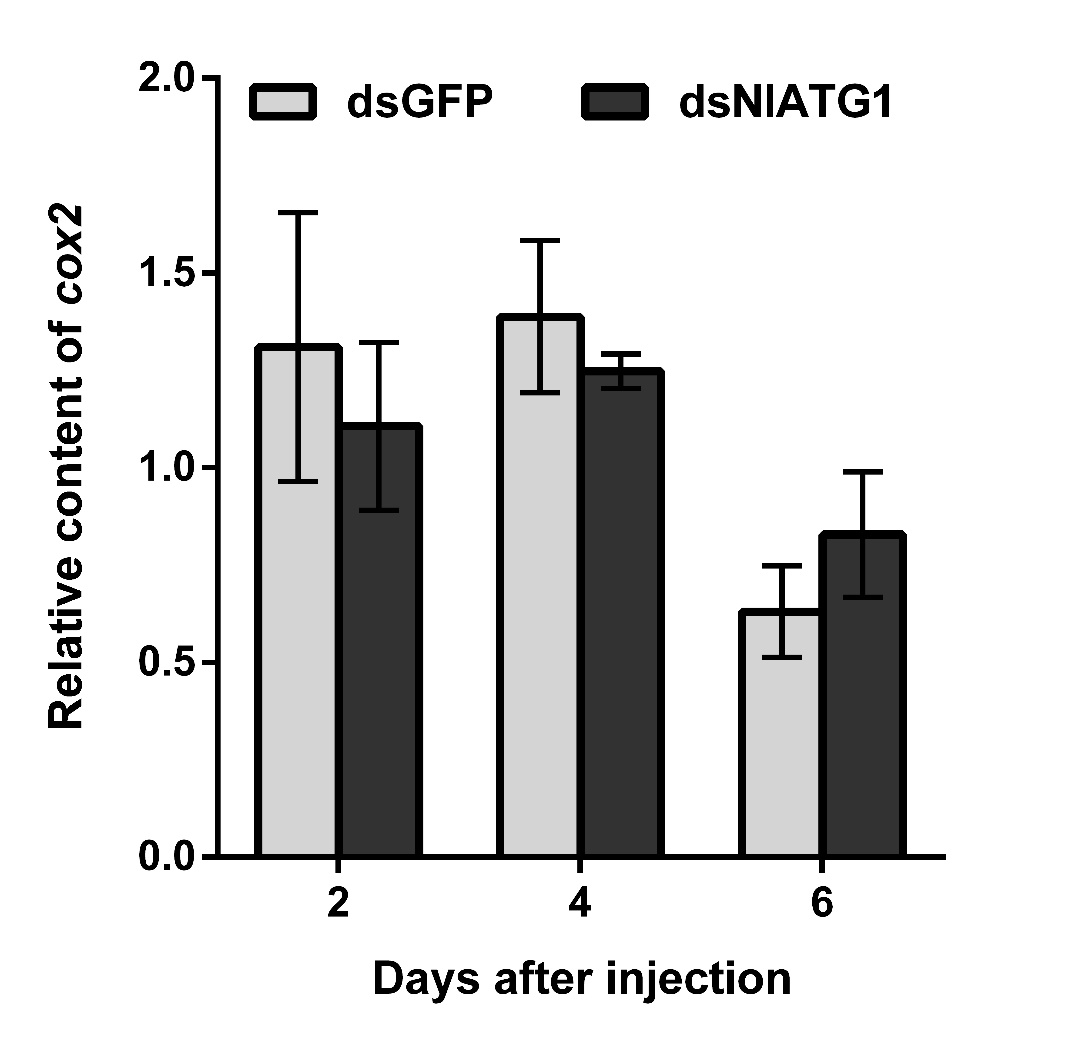 2.0
dsGFP dsNlATG1
1.5
1.0
0.5
0.0
Relative content of cox2
2 4 6
Days after injection